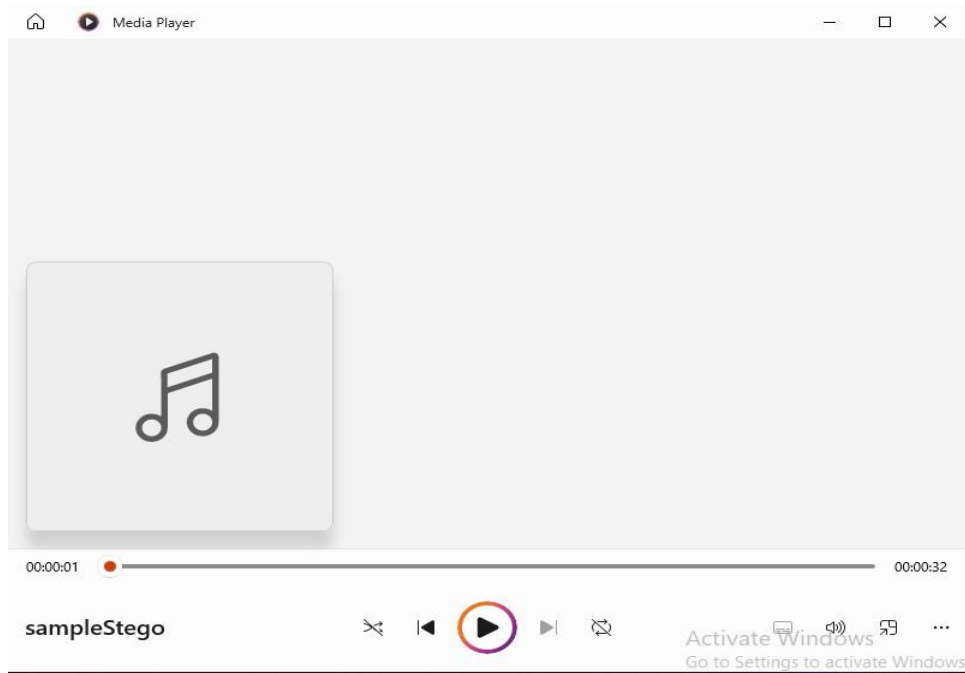 Media Player
00:00:01
00:00:32
sampleStego
Activate Windows
Go to Settings to activate Windows